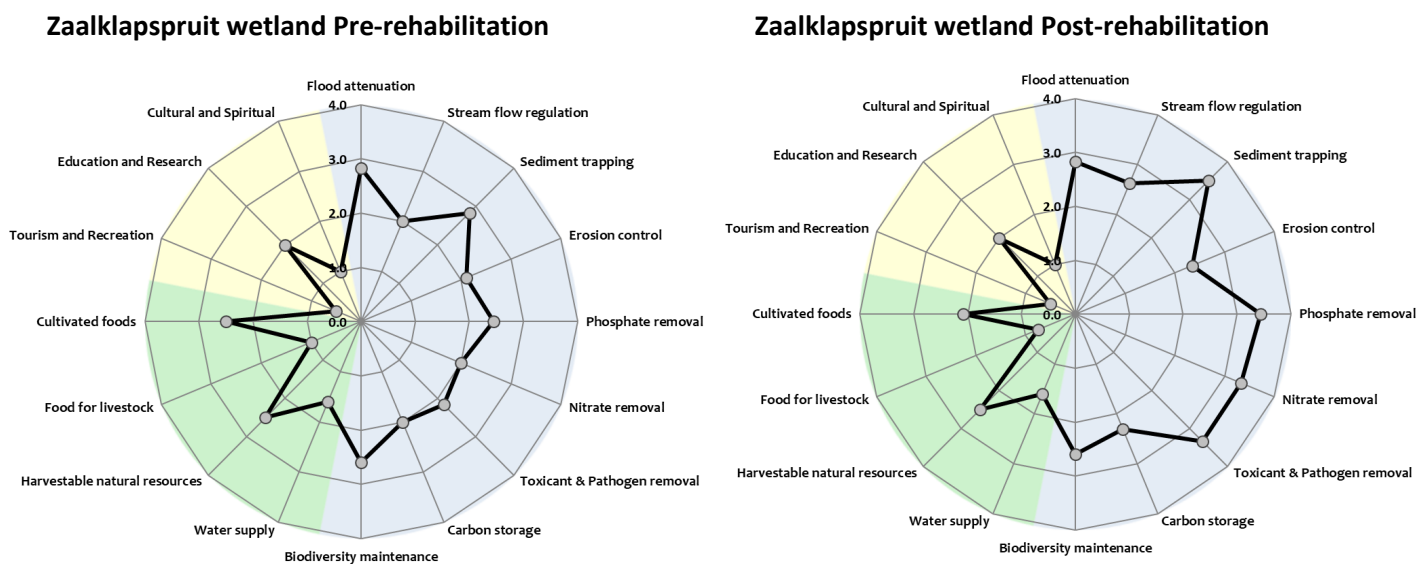 Zaalklapspruit wetland Pre-rehabilitation
Flood attenuation
4.0
Cultural and Spiritual
Stream flow regulation
Education and Research
3.0
Sediment trapping
2.0
Tourism and Recreation
Erosion control
1.0
Cultivated foods
0.0
Phosphate removal
Food for livestock
Nitrate removal
Harvestable natural resources
Toxicant & Pathogen removal
Water supply
Carbon storage
Biodiversity maintenance
Zaalklapspruit wetland Post-rehabilitation
Flood attenuation
4.0
Cultural and Spiritual
Stream flow regulation
Education and Research
3.0
Sediment trapping
2.0
Tourism and Recreation
Erosion control
1.0
Cultivated foods
0.0
Phosphate removal
Food for livestock
Nitrate removal
Harvestable natural resources
Toxicant & Pathogen removal
Water supply
Carbon storage
Biodiversity maintenance